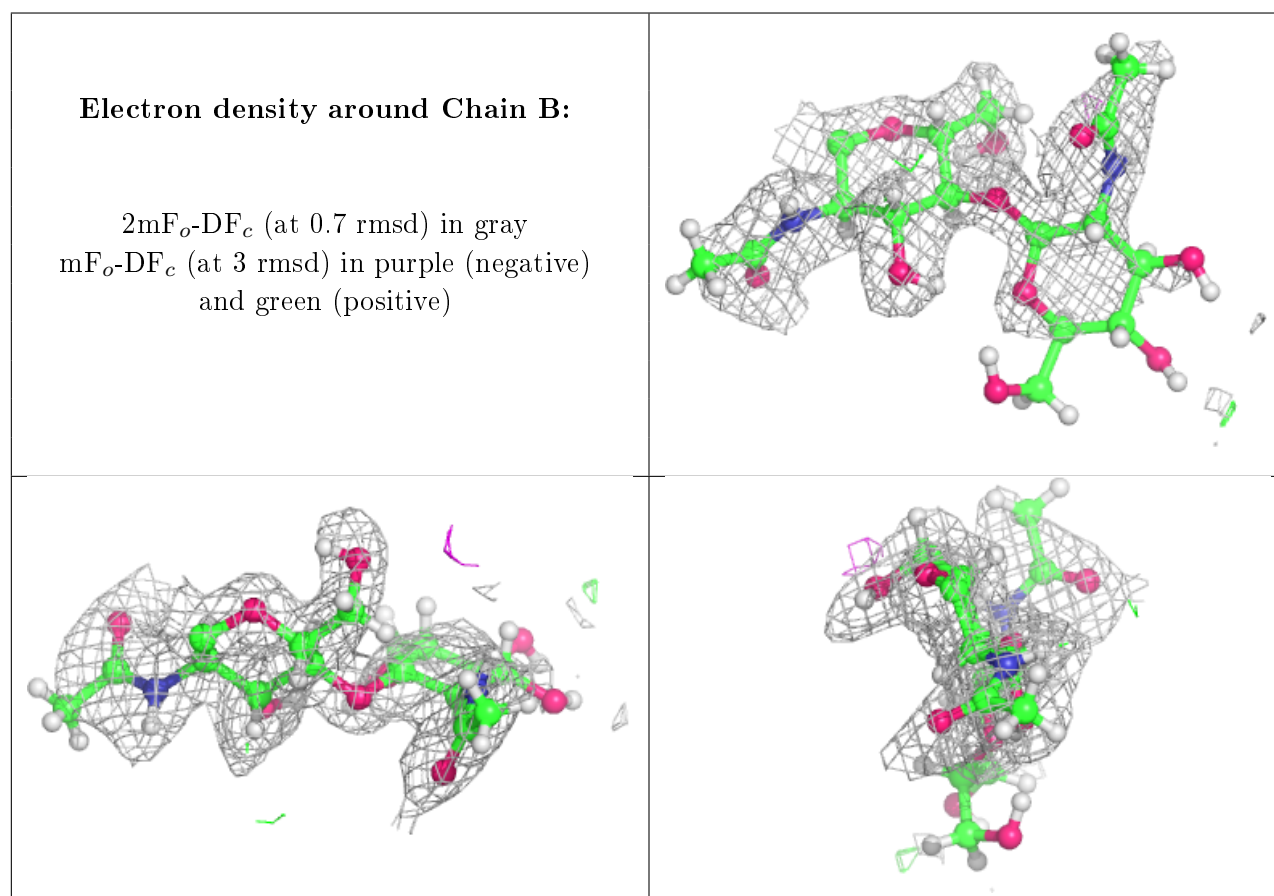 Electron density around Chain B:
2mFo-DFc (at 0.7 rmsd) in gray
mFo-DFc (at 3 rmsd) in purple (negative)
and green (positive)